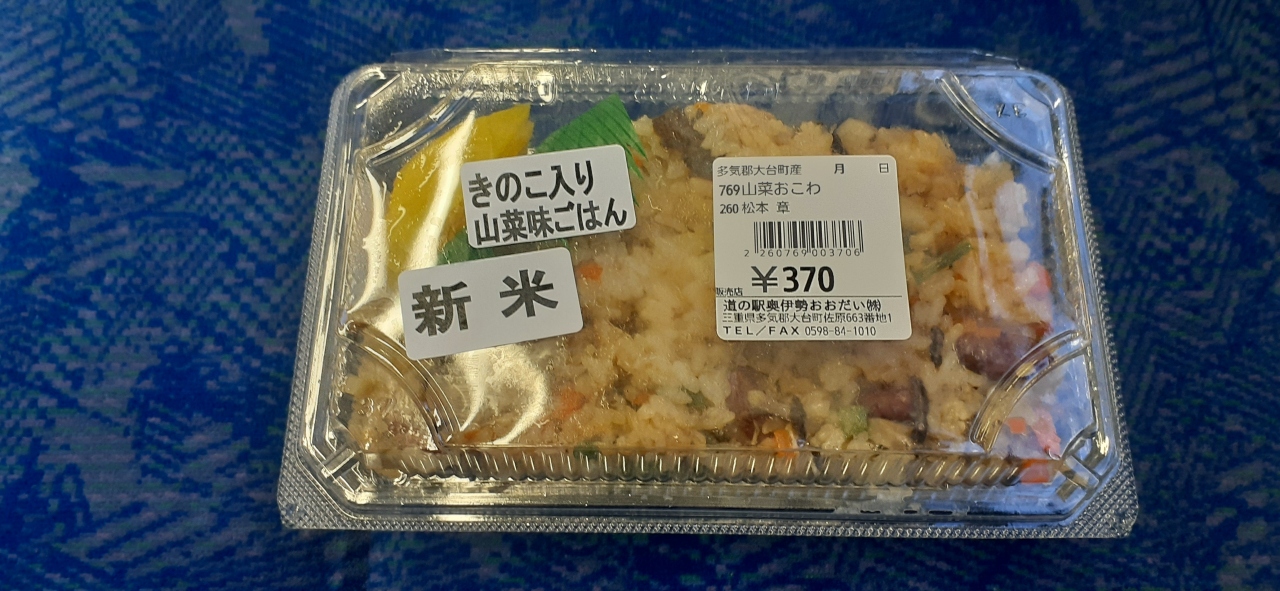 きのこ入り
山菜味ごはん
新米
多気郡大台町産 月 日
769山菜おこわ
260 松本 章
2 260769 003706
¥370
販売店
道の駅奥伊勢おおだい㈱
三重県多気郡大台町佐原663番地1
TEL/FAX 0598-84-1010